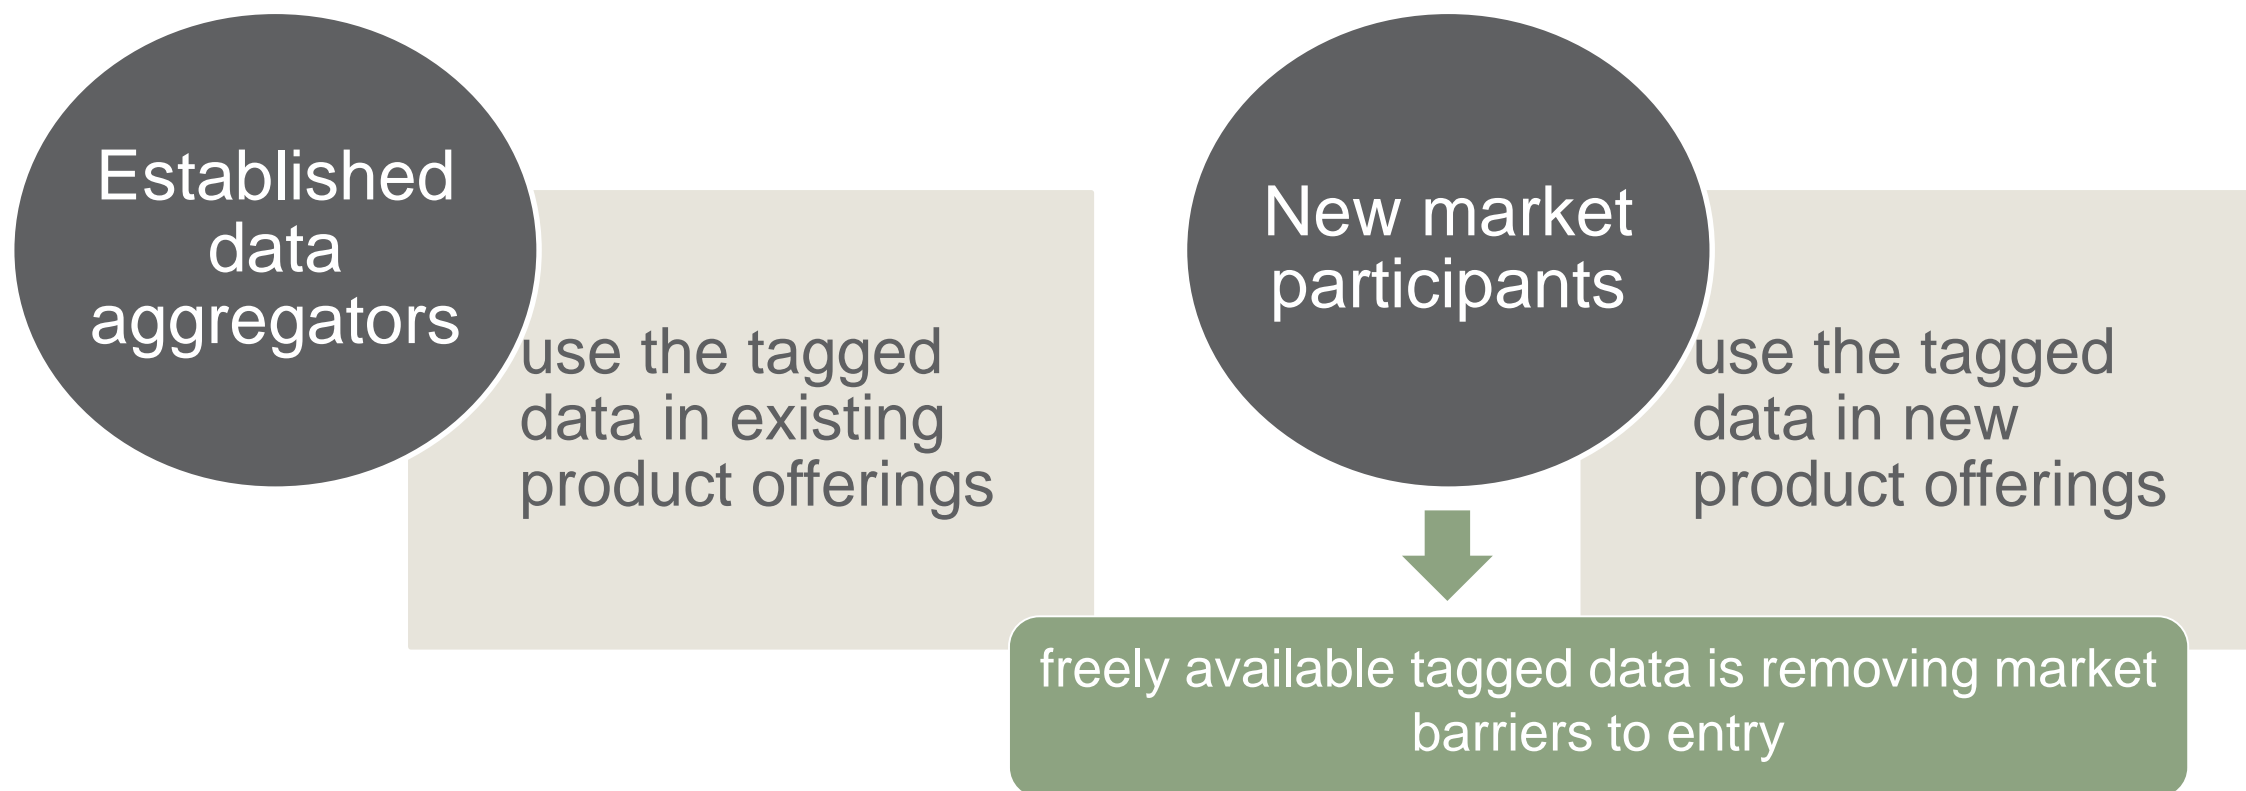 Established
data
aggregators
use the tagged
data in existing
product offerings
New market
participants
use the tagged
data in new
product offerings
freely available tagged data is removing market
barriers to entry